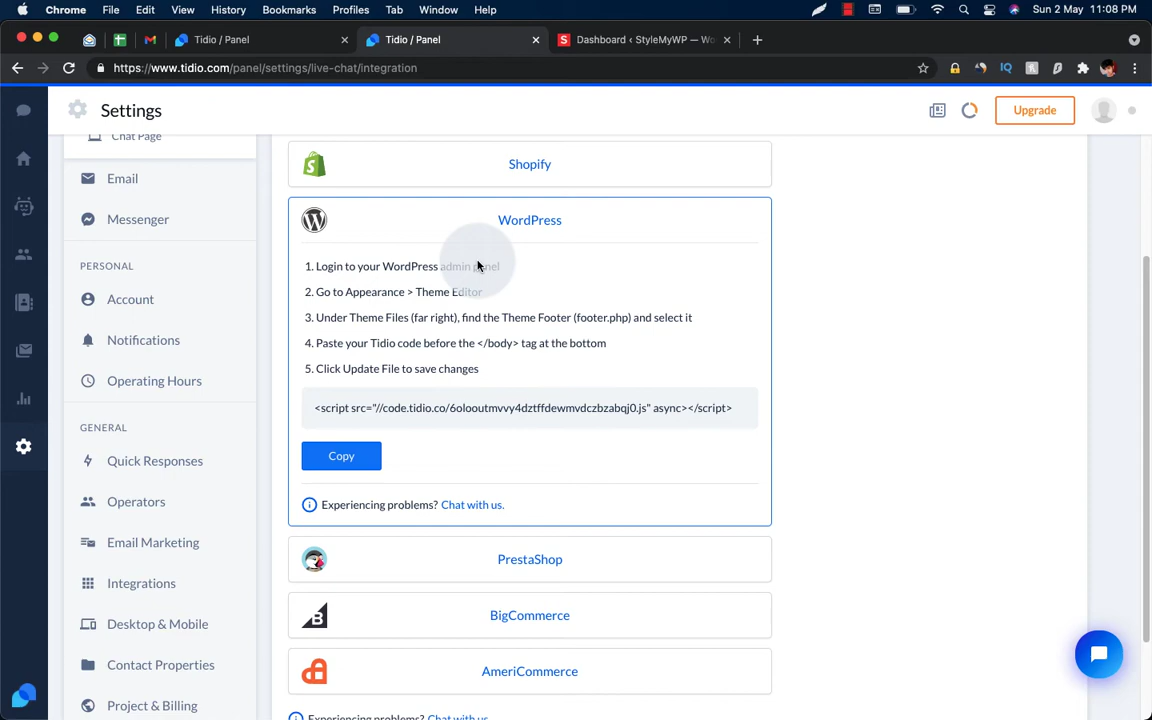 Chrome File Edit View History Bookmarks Profiles Tab Window Help Sun 2 May 11:08 PM
Tidio / Panel × Tidio / Panel × S Dashboard ‹ StyleMyWP — Wo × +
https://www.tidio.com/panel/settings/live-chat/integration
Settings
Upgrade
Chat Page
Email
Messenger
PERSONAL
Account
Notifications
Operating Hours
GENERAL
Quick Responses
Operators
Email Marketing
Integrations
Desktop & Mobile
Contact Properties
Project & Billing
Shopify
WordPress
1. Login to your WordPress admin panel
2. Go to Appearance > Theme Editor
3. Under Theme Files (far right), find the Theme Footer (footer.php) and select it
4. Paste your Tidio code before the </body> tag at the bottom
5. Click Update File to save changes
<script src="//code.tidio.co/6olooutmvvy4dztffdewmvdczbzabqj0.js" async></script>
Copy
Experiencing problems? Chat with us.
PrestaShop
BigCommerce
AmeriCommerce
Experiencing problems? Chat with us.